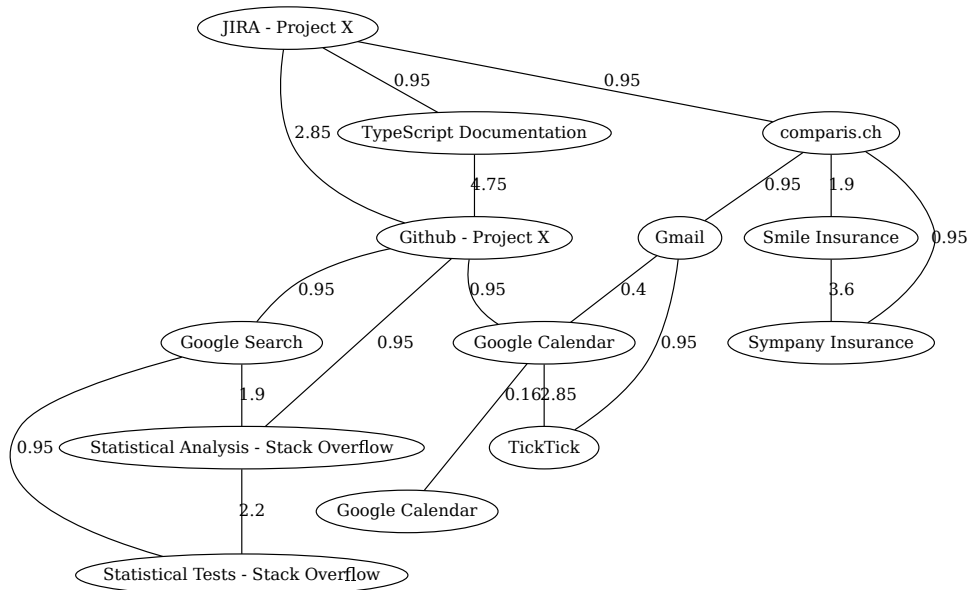 JIRA - Project X
0.95
0.95
2.85
TypeScript Documentation
comparis.ch
4.75
0.95
1.9
Github - Project X
Gmail
Smile Insurance
0.95
0.95
0.95
0.4
3.6
Google Search
0.95
Google Calendar
0.95
Sympany Insurance
1.9
0.16
2.85
0.95
Statistical Analysis - Stack Overflow
TickTick
2.2
Google Calendar
Statistical Tests - Stack Overflow